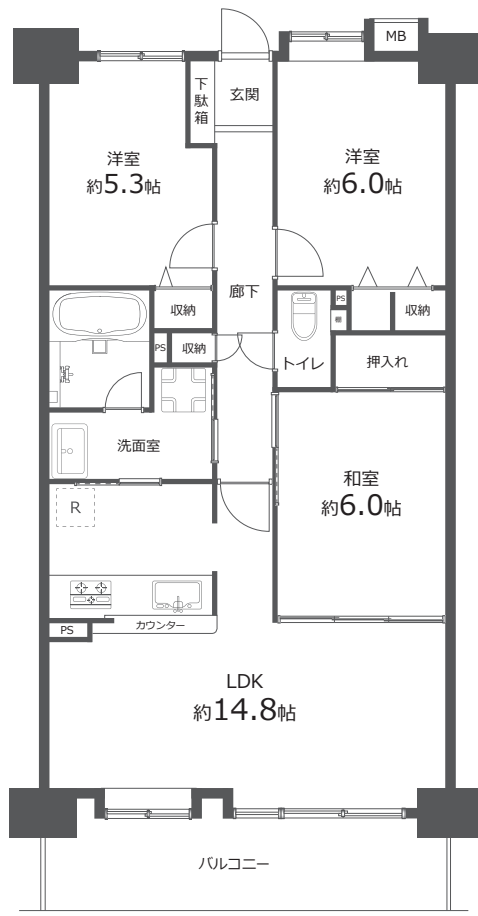 MB
下駄箱
玄関
洋室
約5.3帖
洋室
約6.0帖
廊下
収納
PS
収納
PS
棚
収納
トイレ
押入れ
洗面室
和室
約6.0帖
R
PS
カウンター
LDK
約14.8帖
バルコニー